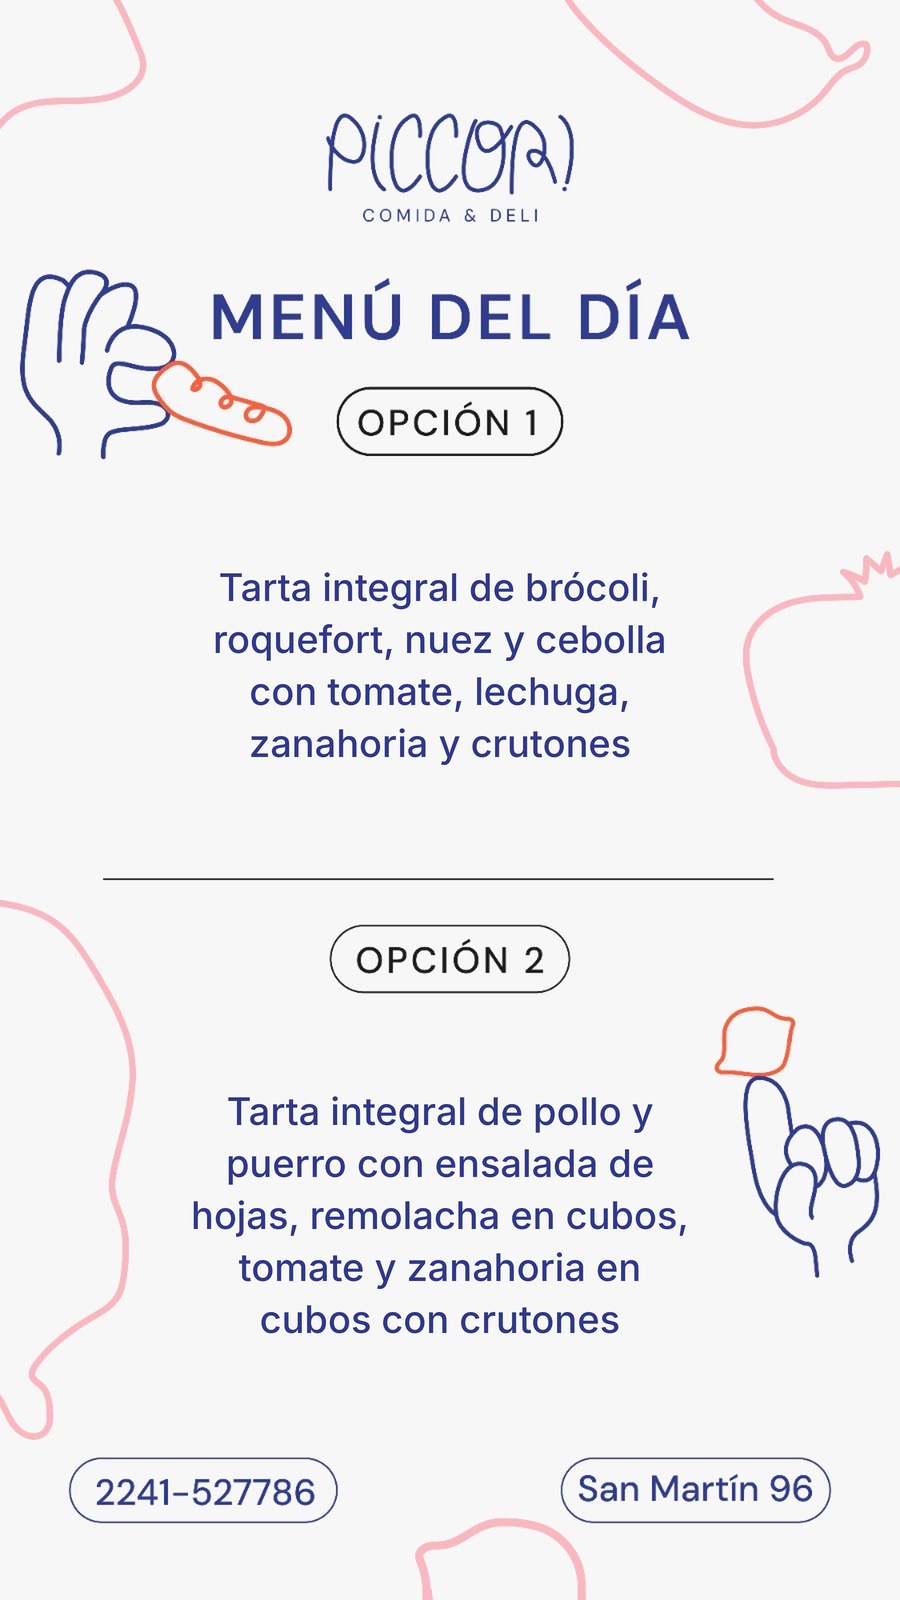 PICCOR!
COMIDA & DELI
MENÚ DEL DÍA
OPCIÓN 1
Tarta integral de brócoli,
roquefort, nuez y cebolla
con tomate, lechuga,
zanahoria y crutones
OPCIÓN 2
Tarta integral de pollo y
puerro con ensalada de
hojas, remolacha en cubos,
tomate y zanahoria en
cubos con crutones
2241-527786
San Martín 96